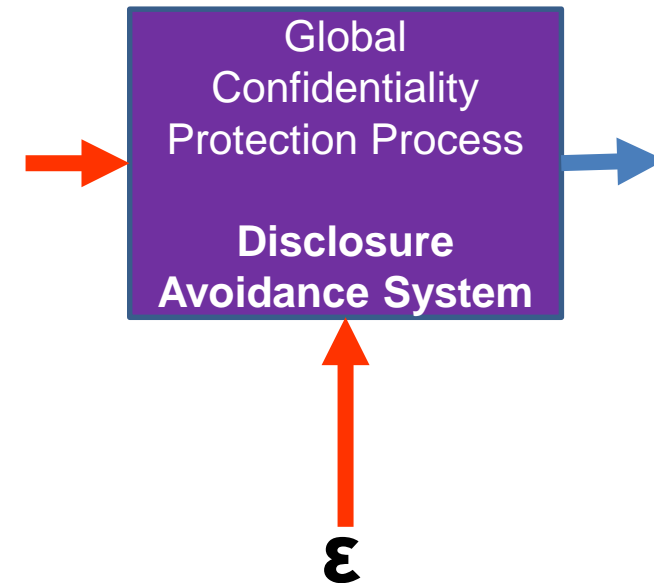 Global
Confidentiality
Protection Process
Disclosure
Avoidance System
ε